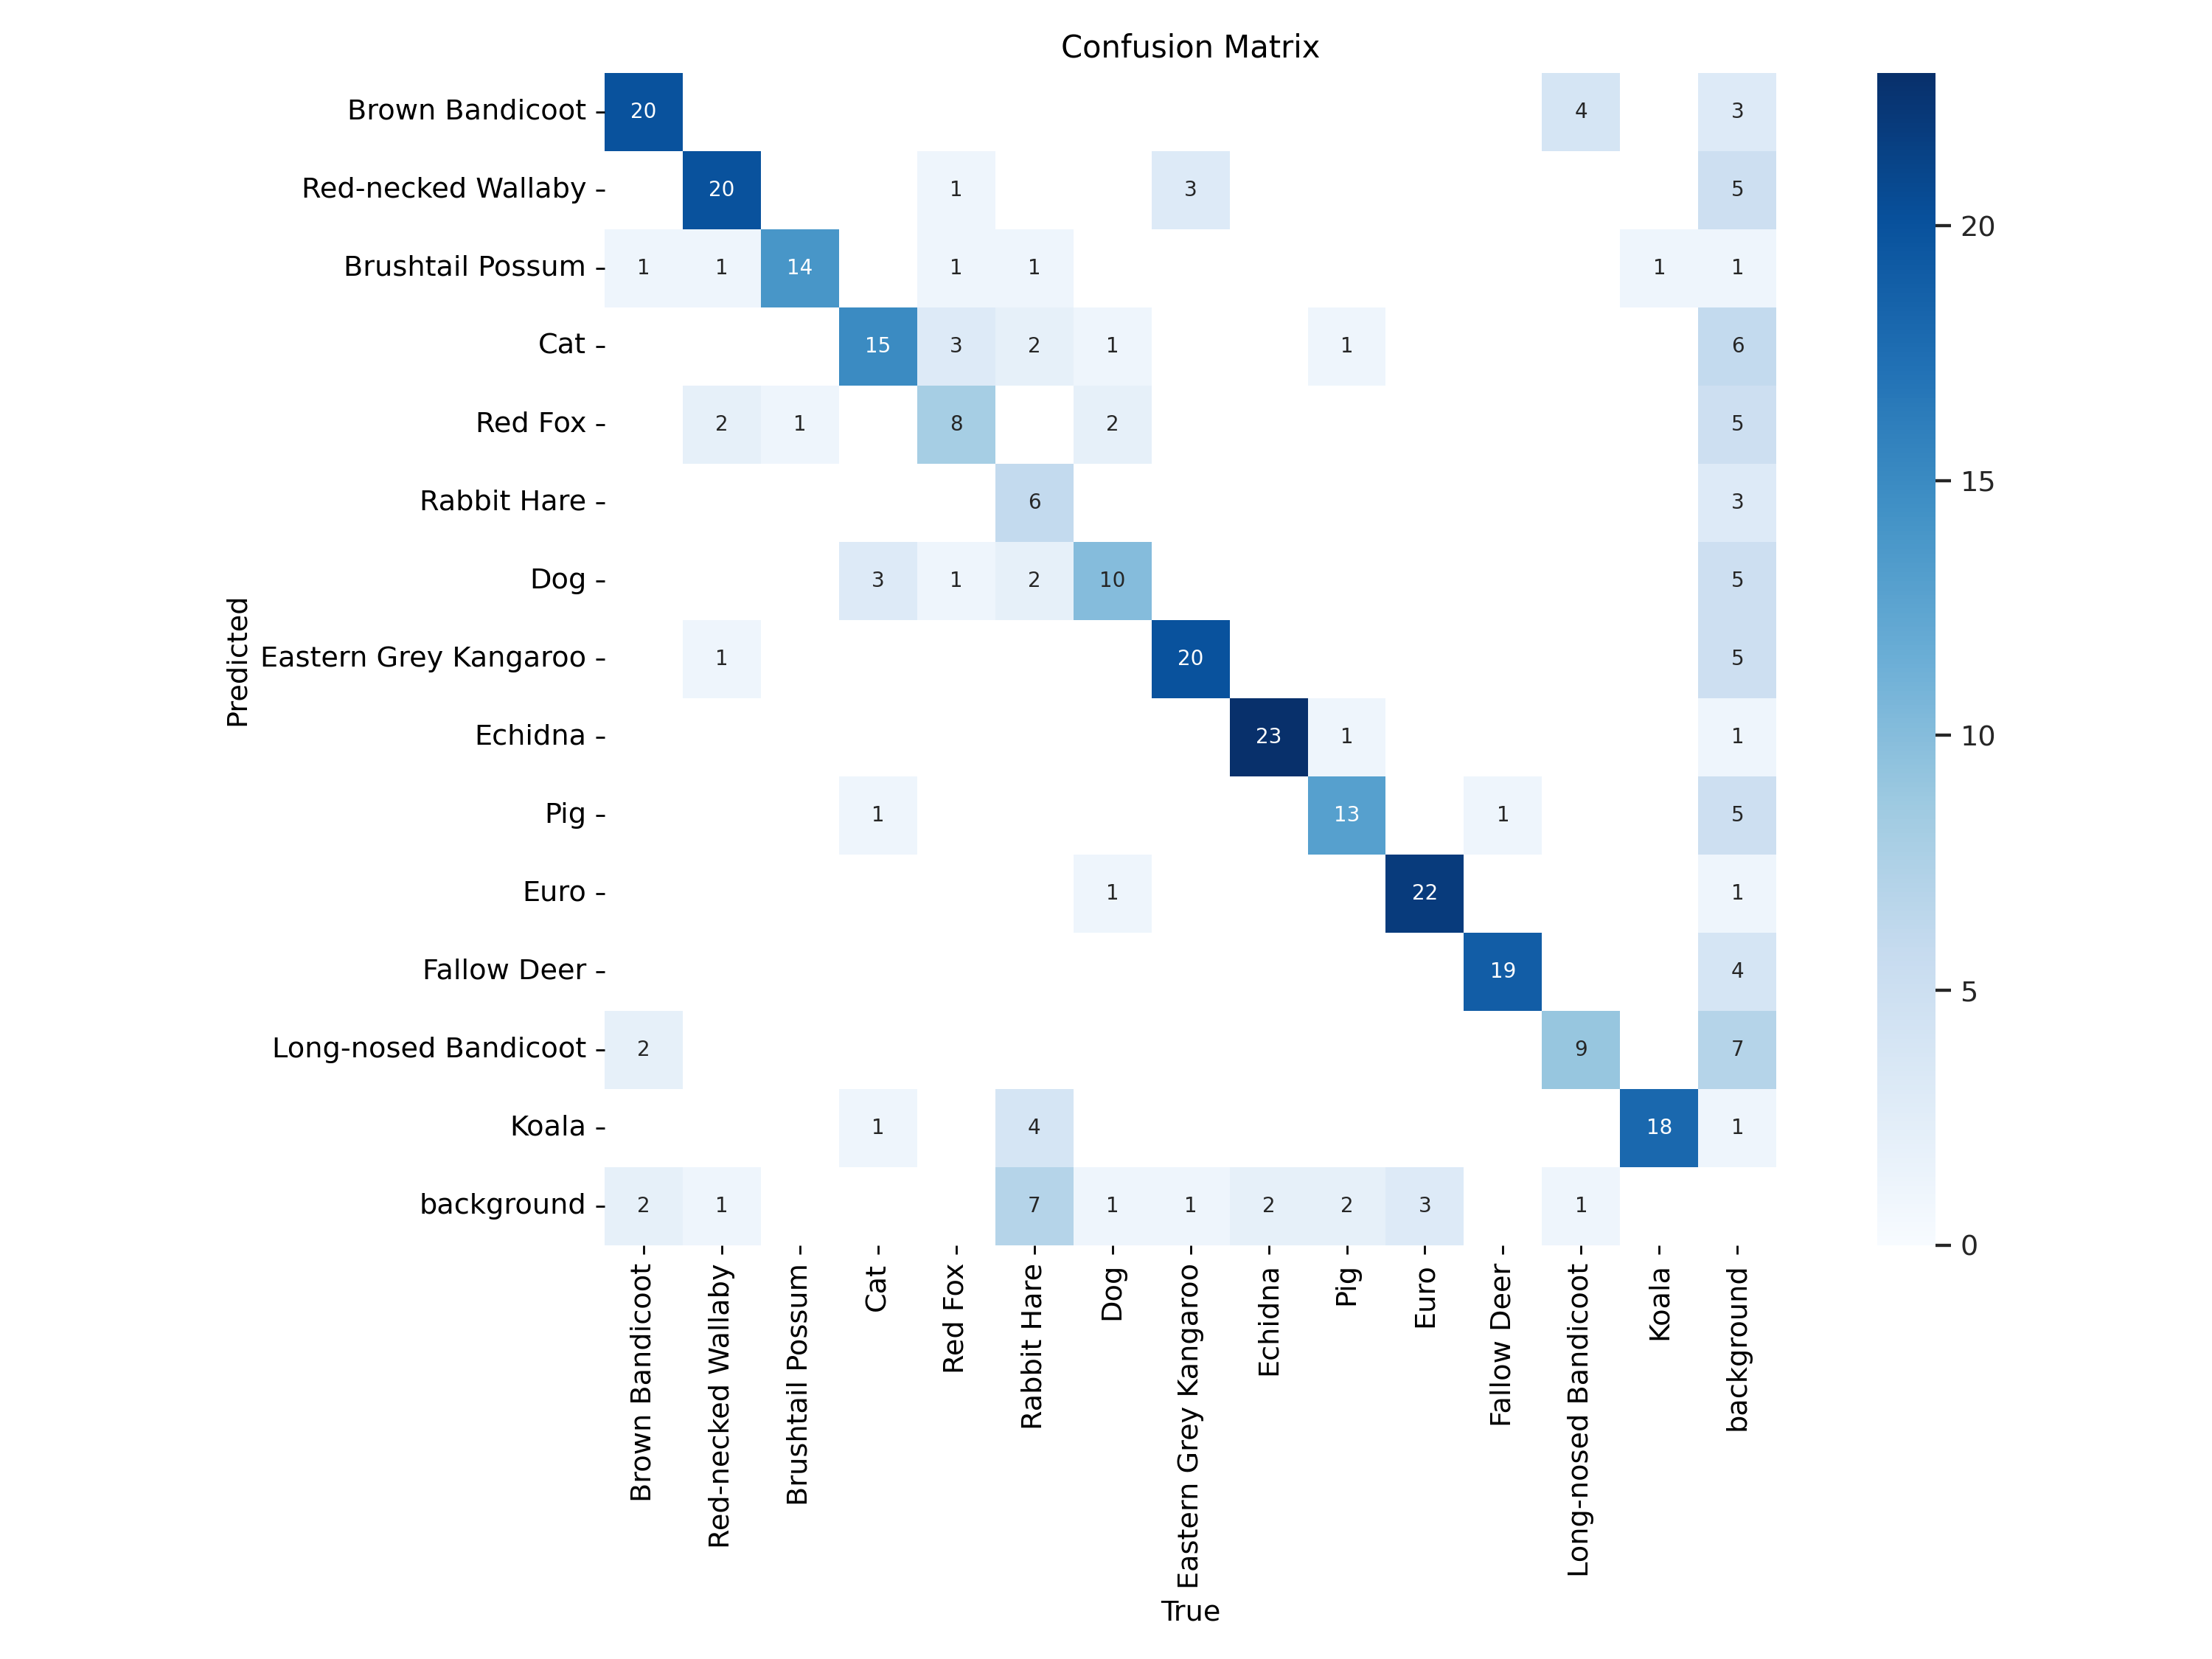 Confusion Matrix
Brown Bandicoot 20 4 3
Red-necked Wallaby 20 1 3 5
20
Brushtail Possum 1 1 14 1 1 1 1
Cat 15 3 2 1 1 6
Red Fox 2 1 8 2 5
15
Rabbit Hare 6 3
Dog 3 1 2 10 5
Predicted
Eastern Grey Kangaroo 1 20 5
Echidna 23 1 1
10
Pig 1 13 1 5
Euro 1 22 1
Fallow Deer 19 4
5
Long-nosed Bandicoot 2 9 7
Koala 1 4 18 1
background 2 1 7 1 1 2 2 3 1
0
Brown Bandicoot
Red-necked Wallaby
Brushtail Possum
Cat
Red Fox
Rabbit Hare
Dog
Eastern Grey Kangaroo
Echidna
Pig
Euro
Fallow Deer
Long-nosed Bandicoot
Koala
background
True